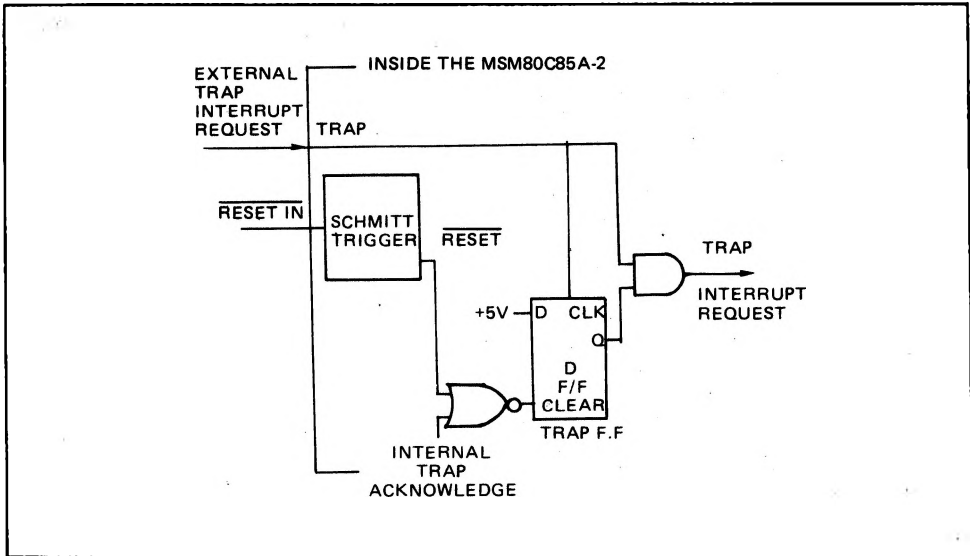 INSIDE THE MSM80C85A-2
EXTERNAL
TRAP
INTERRUPT
REQUEST
TRAP
RESET IN
SCHMITT
TRIGGER
RESET
TRAP
INTERRUPT
REQUEST
+5V
D CLK
Q
D
F/F
CLEAR
TRAP F.F
INTERNAL
TRAP
ACKNOWLEDGE